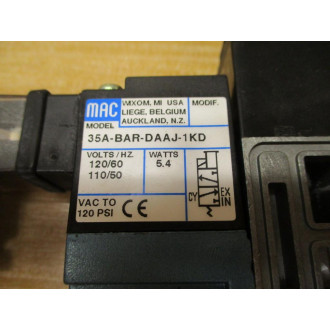 MAC
WIXOM, MI USA
LIEGE, BELGIUM
AUCKLAND, N.Z.
MODIF.
MODEL
35A-BAR-DAAJ-1KD
VOLTS/HZ.
WATTS
120/60
5.4
110/50
CY
EX
IN
VAC TO
120 PSI
CE